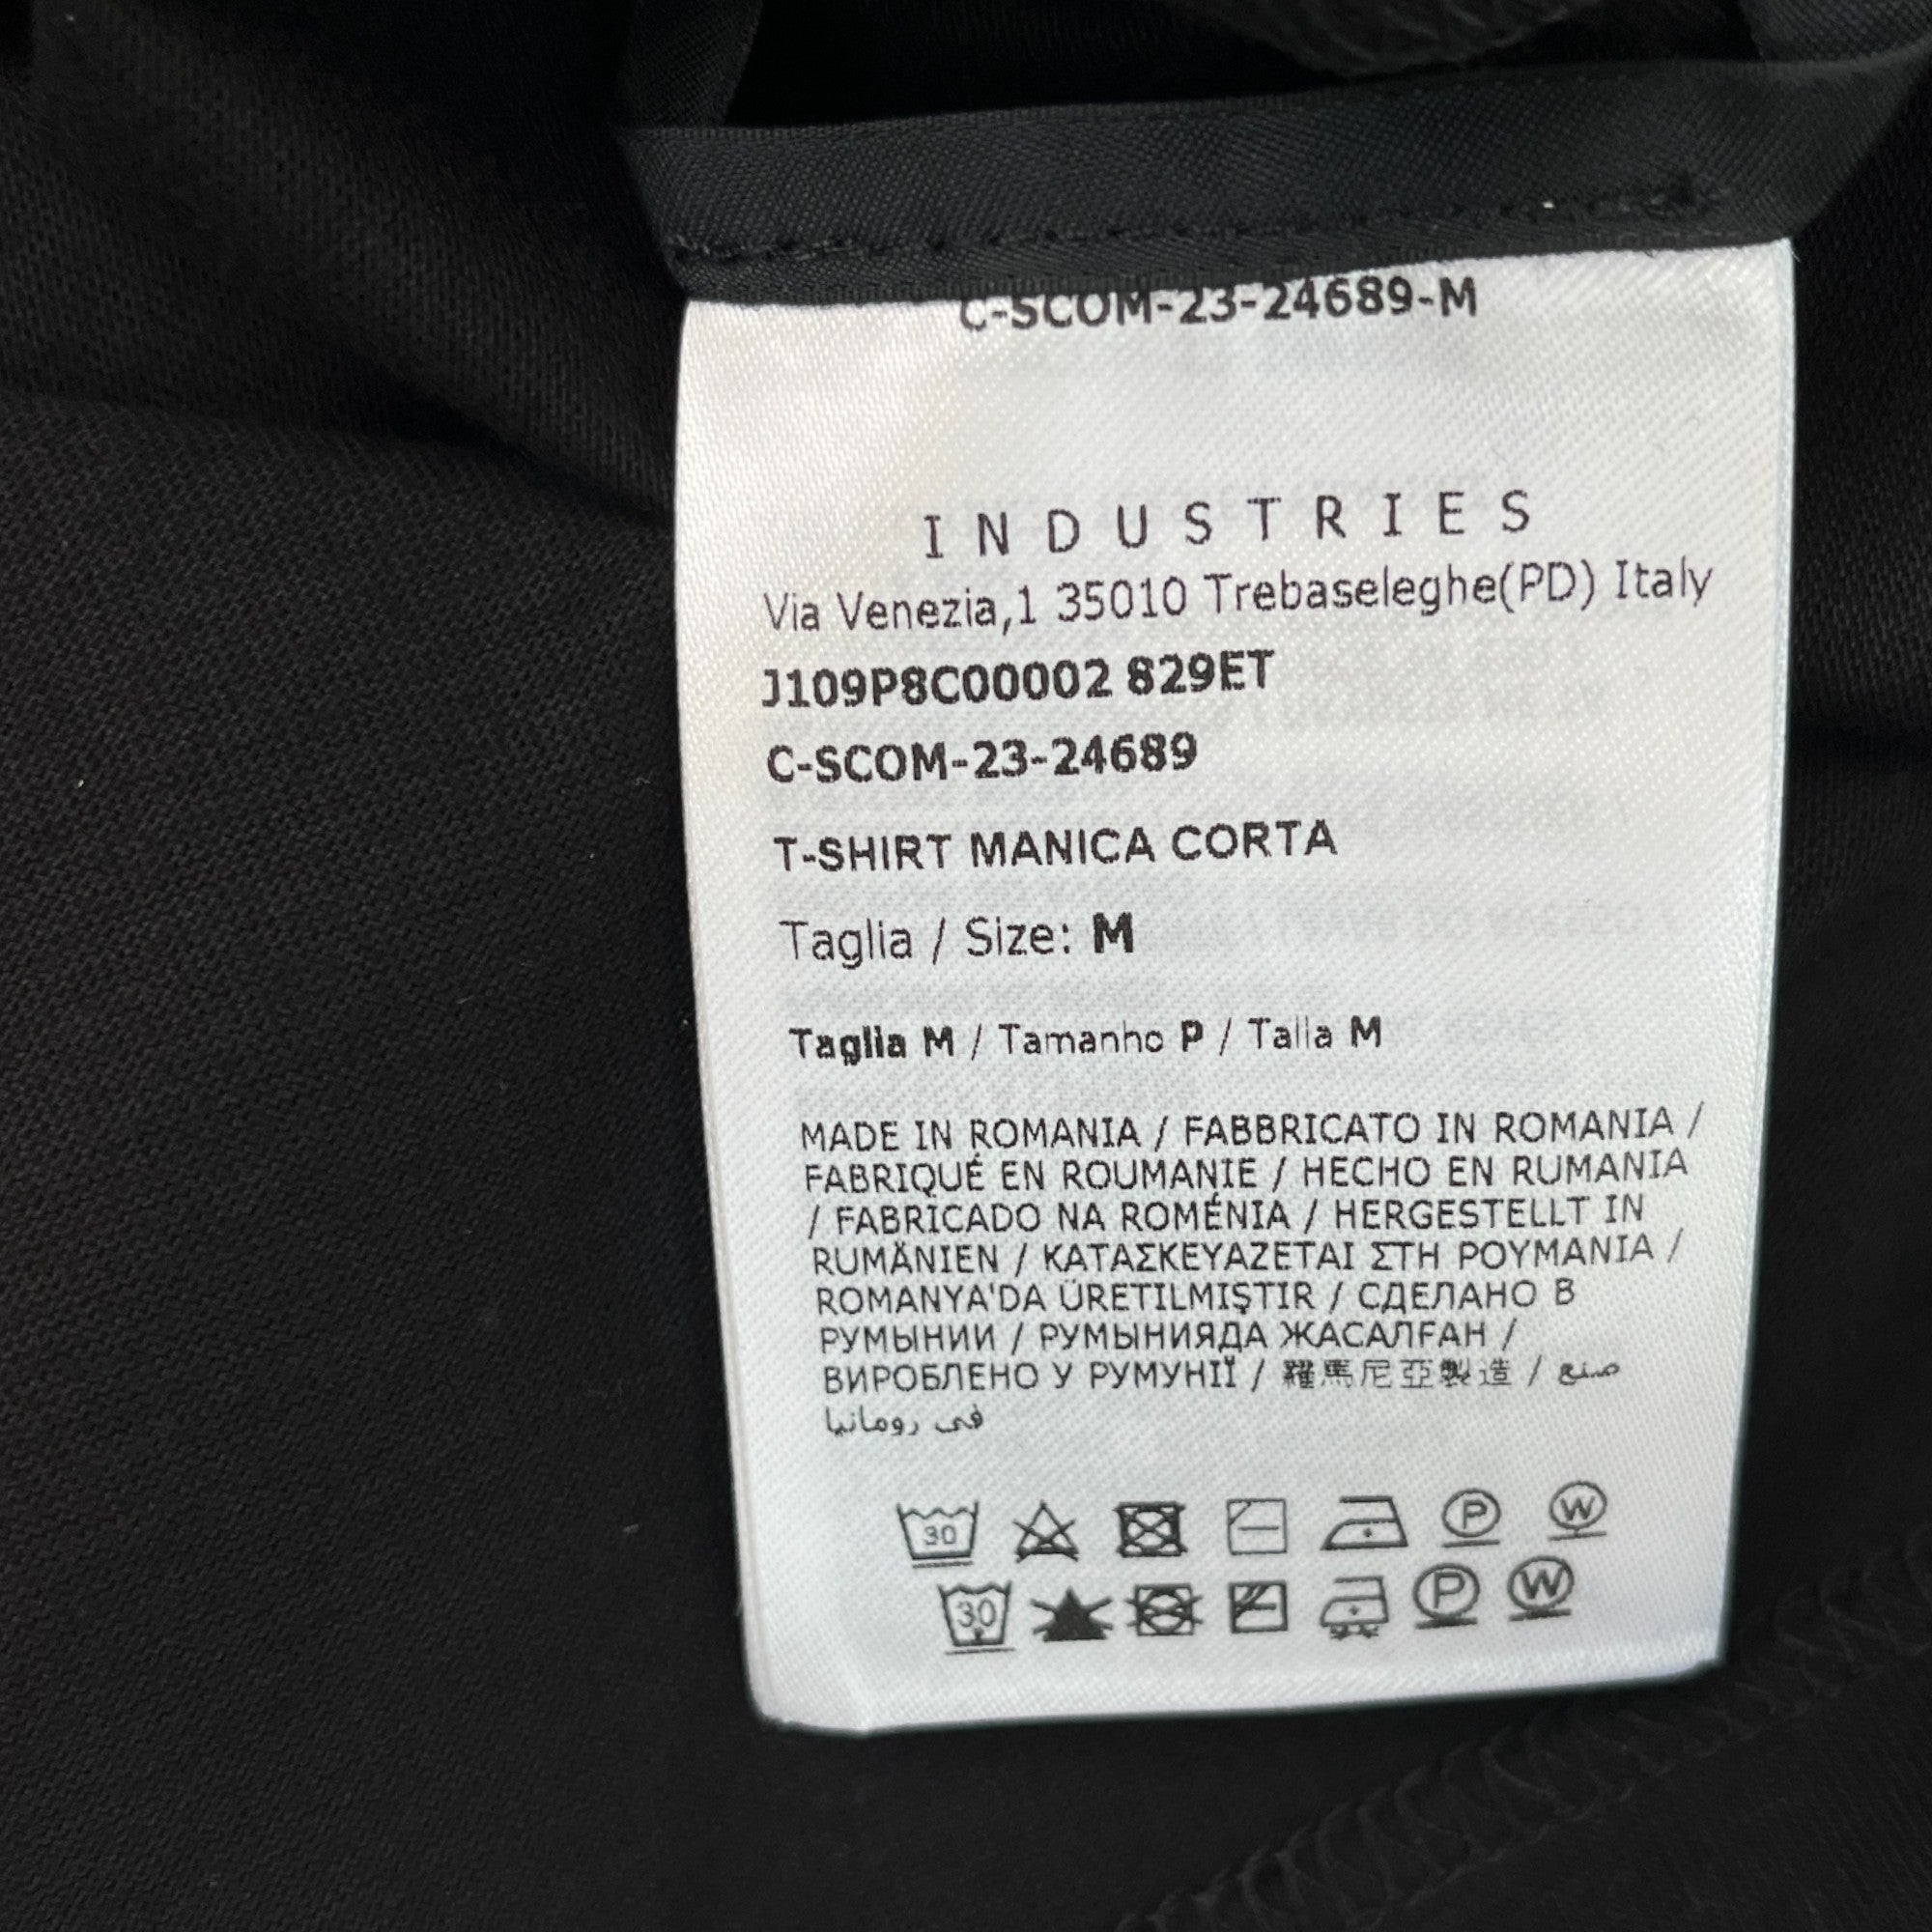 C-SCOM-23-24689-M
INDUSTRIES
Via Venezia,1 35010 Trebaseleghe(PD) Italy
J109P8C00002 829ET
C-SCOM-23-24689
T-SHIRT MANICA CORTA
Taglia / Size: M
Taglia M / Tamanho P / Talla M
MADE IN ROMANIA / FABBRICATO IN ROMANIA /
FABRIQUÉ EN ROUMANIE / HECHO EN RUMANIA
/ FABRICADO NA ROMÉNIA / HERGESTELLT IN
RUMÄNIEN / ΚΑΤΑΣΚΕΥΑΖΕΤΑΙ ΣΤΗ ΡΟΥΜΑΝΙΑ /
ROMANYA'DA ÜRETILMIŞTIR / СДЕЛАНО В
РУМЫНИИ / РУМЫНИЯДА ЖАСАЛҒАН /
ВИРОБЛЕНО У РУМУНІЇ / 羅馬尼亞製造 / صنع
في رومانيا
30 P W
30 P W